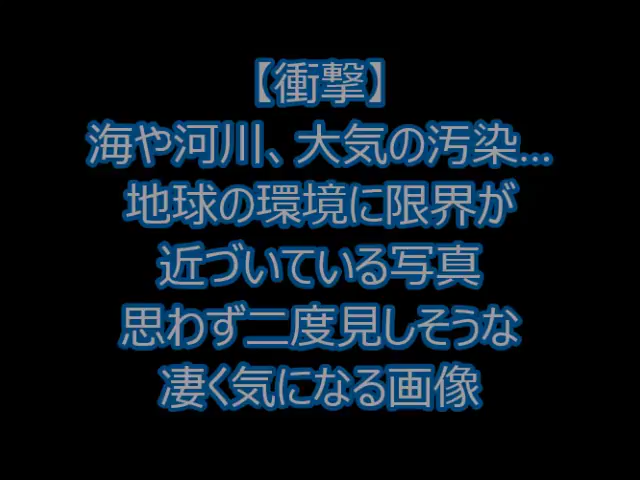 【衝撃】
海や河川、大気の汚染...
地球の環境に限界が
近づいている写真
思わず二度見しそうな
凄く気になる画像